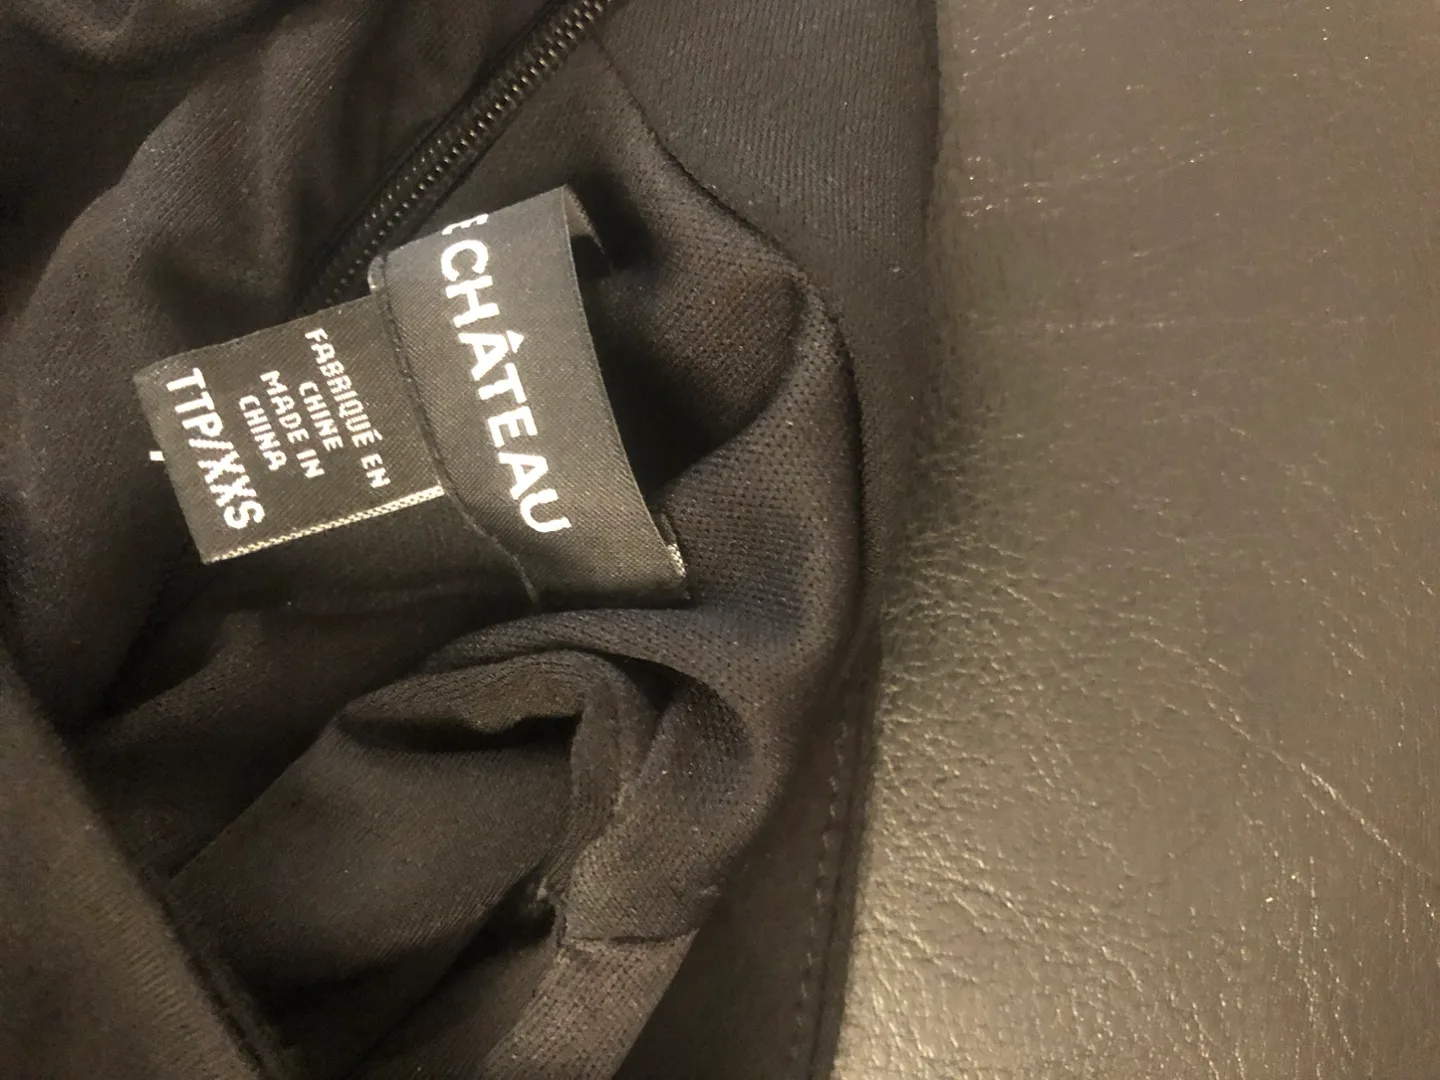 E CHÂTEAU
FABRIQUÉ EN
CHINE
MADE IN
CHINA
TTP/XXS